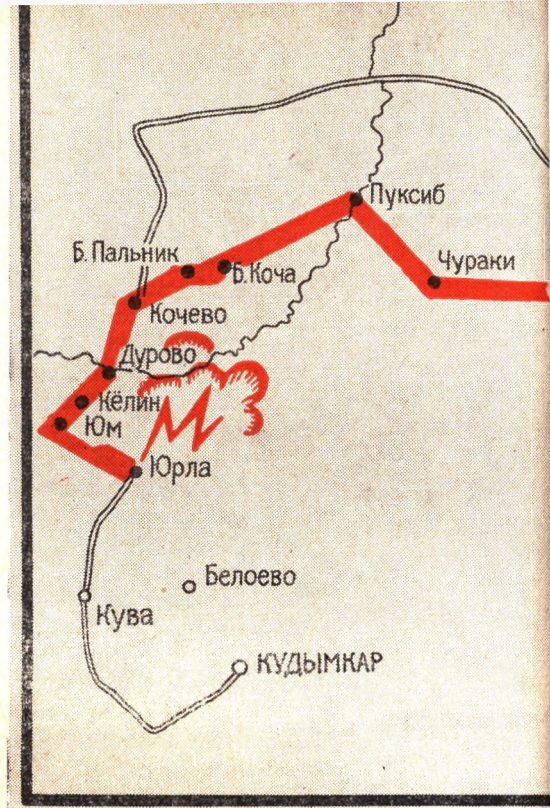 Пуксиб
Б.Пальник
Б.Коча
Чураки
Кочево
Дурово
Кёлин
Юм
Юрла
Белоево
Кува
КУДЫМКАР